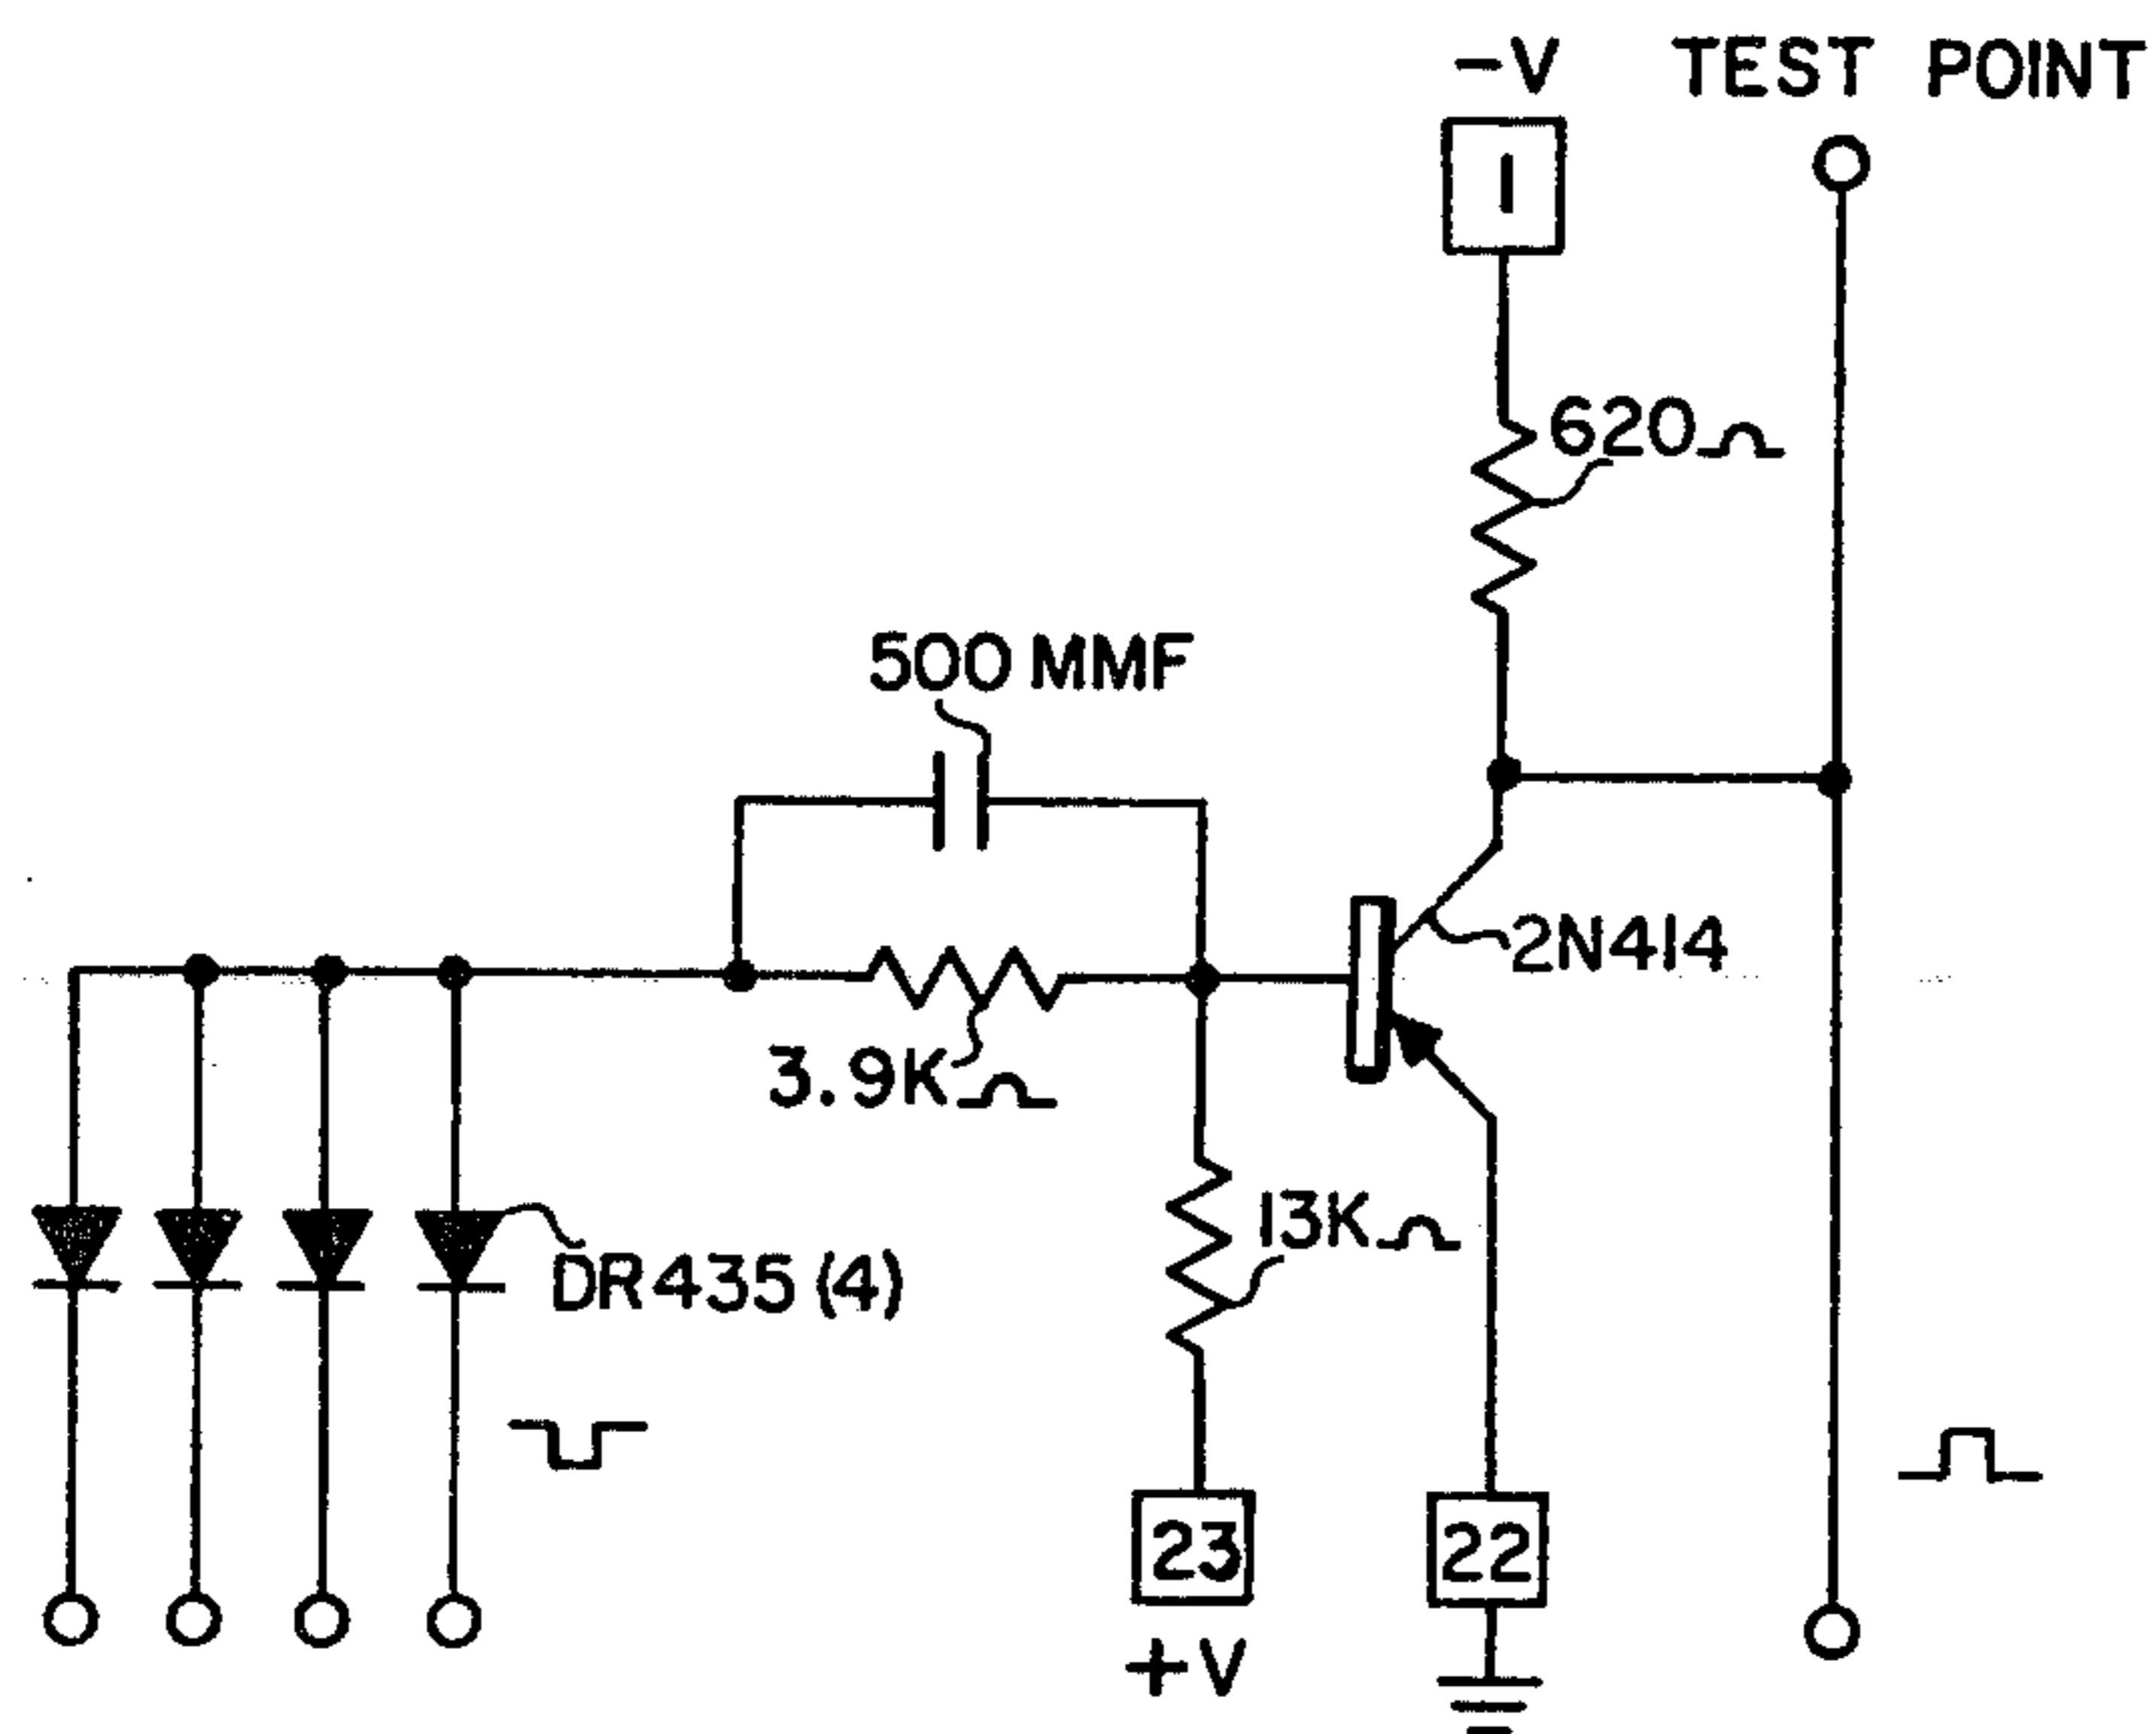 -V TEST POINT
1
620Ω
500 MMF
2N414
3.9KΩ
13KΩ
DR435(4)
23
22
+V